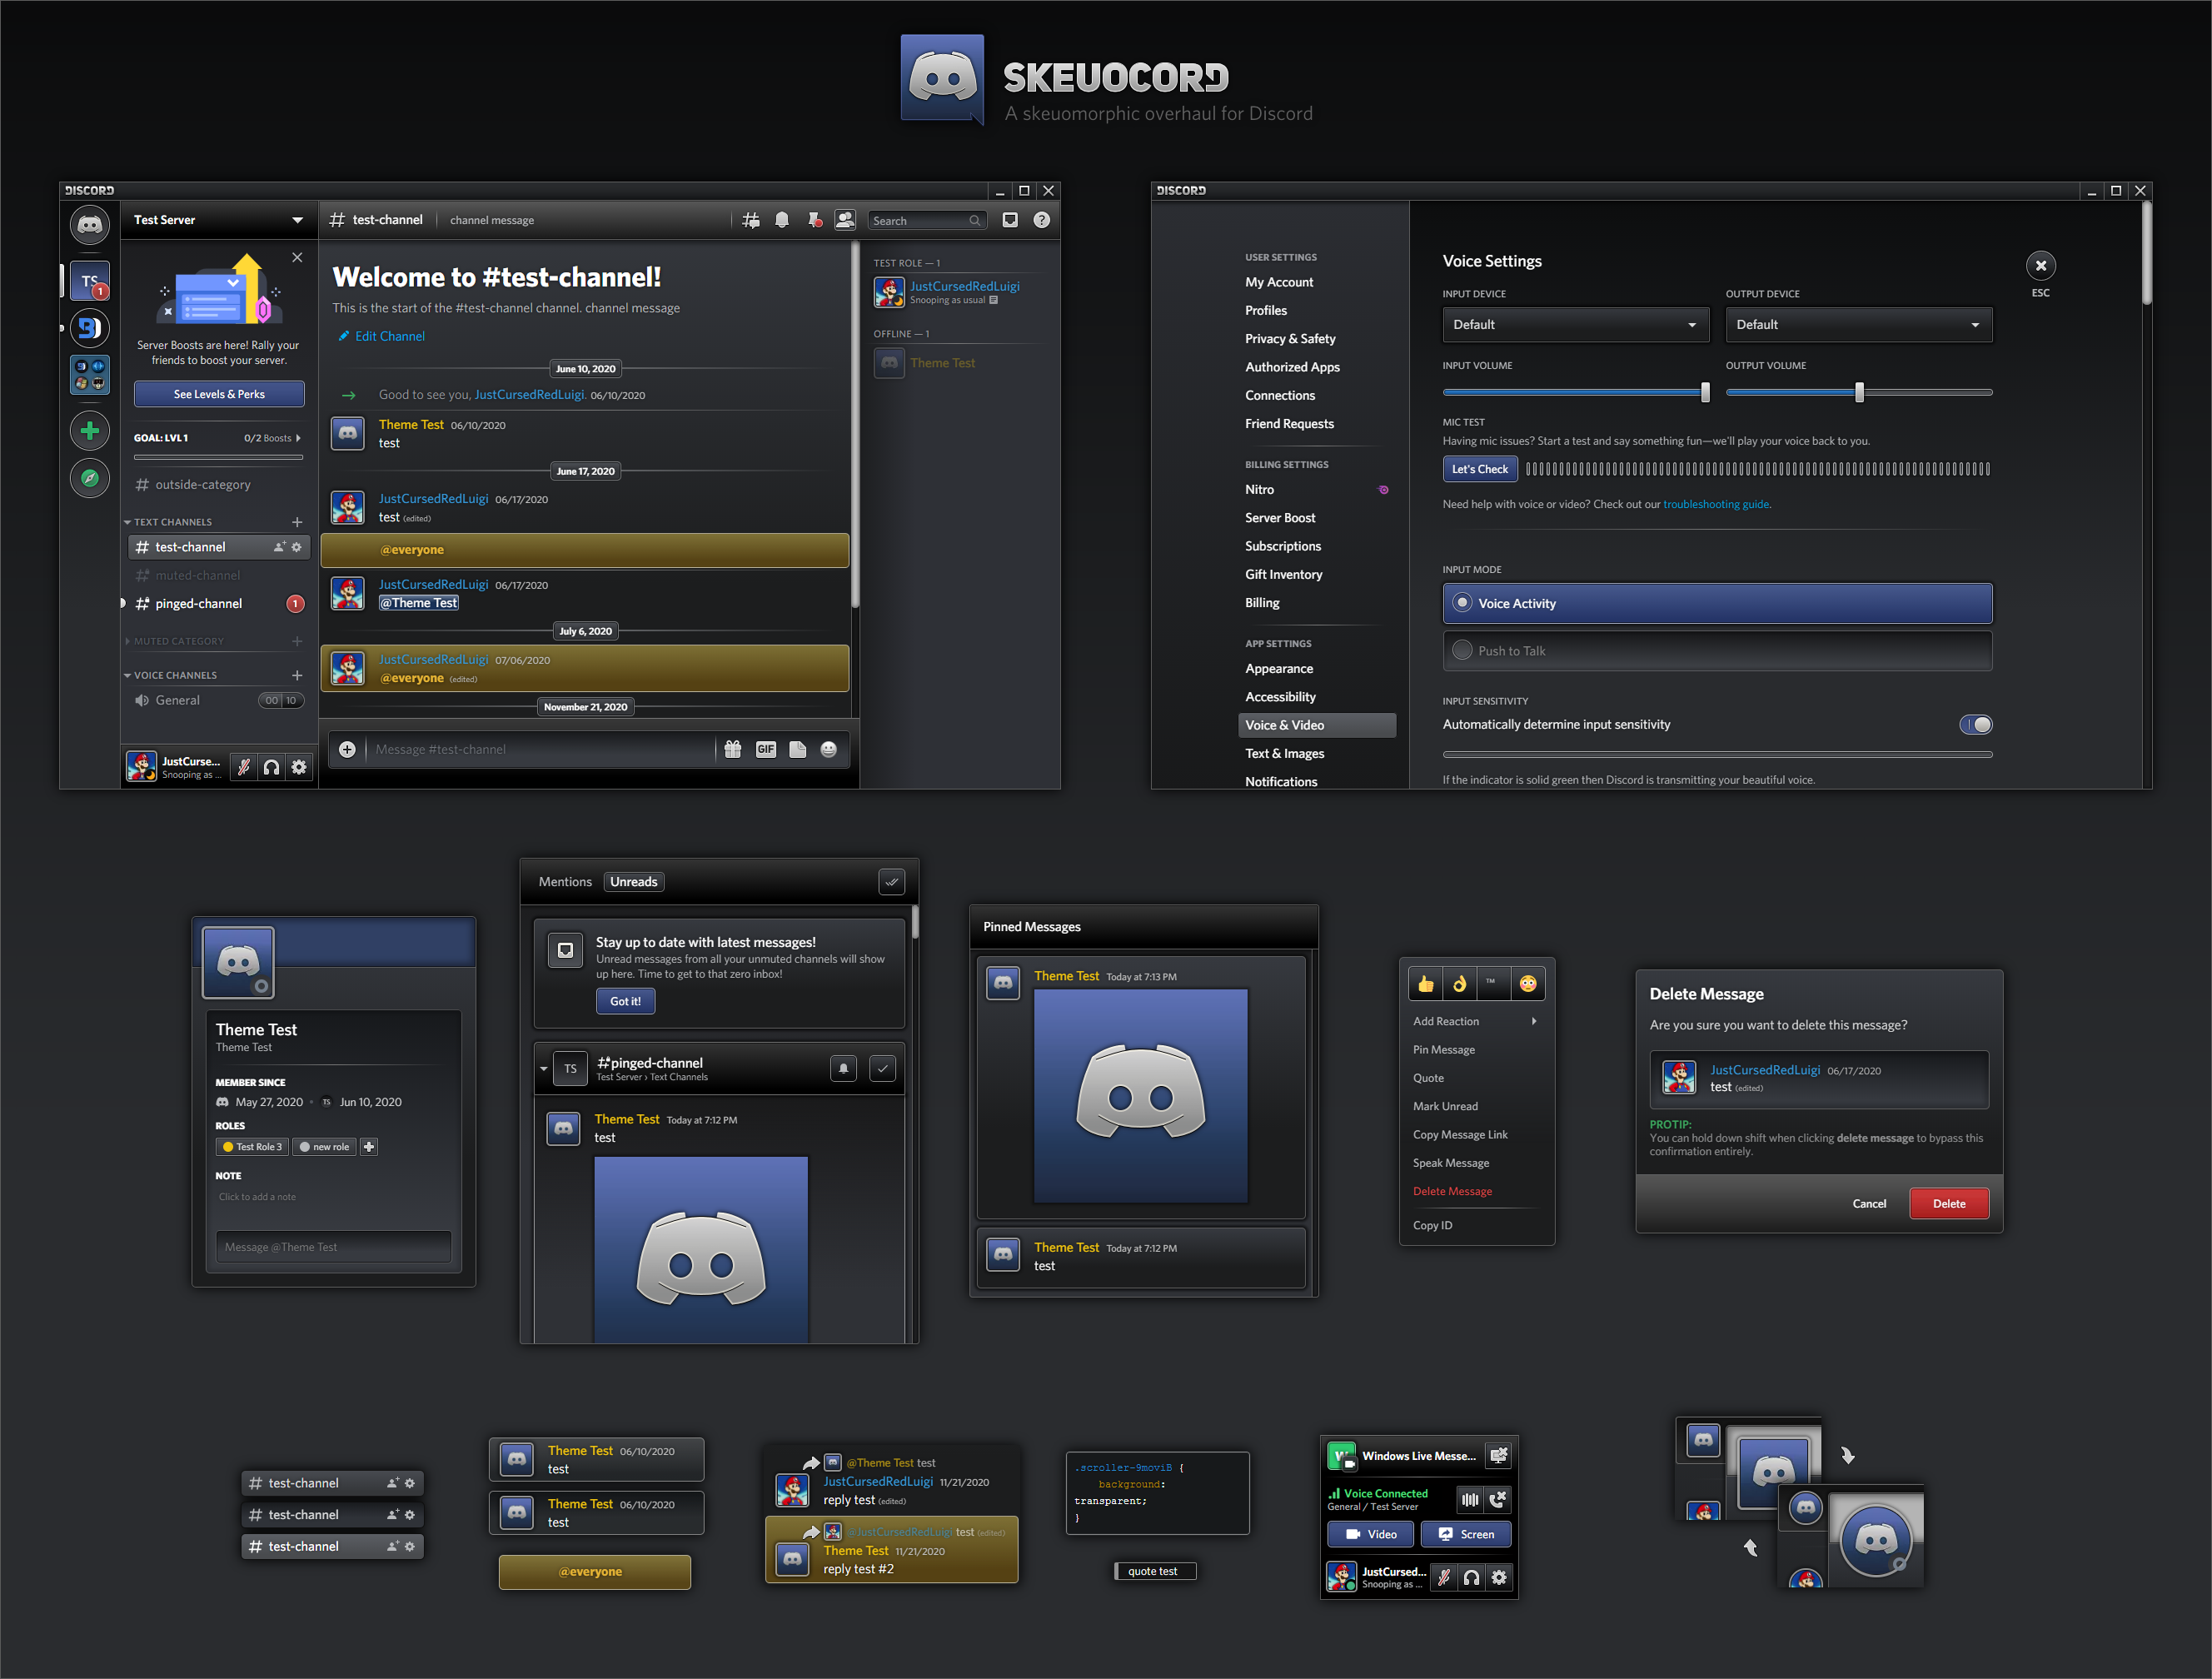 SKEUOCORD
A skeuomorphic overhaul for Discord
DISCORD
Test Server
test-channel
channel message
Search
TS
1
Server Boosts are here! Rally your
friends to boost your server.
See Levels & Perks
GOAL: LVL 1
0/2 Boosts
# outside-category
TEXT CHANNELS
# test-channel
# muted-channel
# pinged-channel
1
MUTED CATEGORY
VOICE CHANNELS
General
00 10
JustCurse...
Snooping as ...
Welcome to #test-channel!
This is the start of the #test-channel channel. channel message
Edit Channel
June 10, 2020
Good to see you, JustCursedRedLuigi. 06/10/2020
Theme Test 06/10/2020
test
June 17, 2020
JustCursedRedLuigi 06/17/2020
test (edited)
@everyone
JustCursedRedLuigi 06/17/2020
@Theme Test
July 6, 2020
JustCursedRedLuigi 07/06/2020
@everyone (edited)
November 21, 2020
Message #test-channel
GIF
TEST ROLE — 1
JustCursedRedLuigi
Snooping as usual
OFFLINE — 1
Theme Test
DISCORD
USER SETTINGS
My Account
Profiles
Privacy & Safety
Authorized Apps
Connections
Friend Requests
BILLING SETTINGS
Nitro
Server Boost
Subscriptions
Gift Inventory
Billing
APP SETTINGS
Appearance
Accessibility
Voice & Video
Text & Images
Notifications
Voice Settings
ESC
INPUT DEVICE
Default
OUTPUT DEVICE
Default
INPUT VOLUME
OUTPUT VOLUME
MIC TEST
Having mic issues? Start a test and say something fun—we'll play your voice back to you.
Let's Check
Need help with voice or video? Check out our troubleshooting guide.
INPUT MODE
Voice Activity
Push to Talk
INPUT SENSITIVITY
Automatically determine input sensitivity
If the indicator is solid green then Discord is transmitting your beautiful voice.
Theme Test
Theme Test
MEMBER SINCE
May 27, 2020 • TS Jun 10, 2020
ROLES
Test Role 3
new role
NOTE
Click to add a note
Message @Theme Test
Mentions
Unreads
Stay up to date with latest messages!
Unread messages from all your unmuted channels will show
up here. Time to get to that zero inbox!
Got it!
TS
#pinged-channel
Test Server › Text Channels
Theme Test Today at 7:12 PM
test
Pinned Messages
Theme Test Today at 7:13 PM
Theme Test Today at 7:12 PM
test
TM
Add Reaction
Pin Message
Quote
Mark Unread
Copy Message Link
Speak Message
Delete Message
Copy ID
Delete Message
Are you sure you want to delete this message?
JustCursedRedLuigi 06/17/2020
test (edited)
PROTIP:
You can hold down shift when clicking delete message to bypass this
confirmation entirely.
Cancel
Delete
# test-channel
# test-channel
# test-channel
Theme Test 06/10/2020
test
Theme Test 06/10/2020
test
@everyone
@Theme Test test
JustCursedRedLuigi 11/21/2020
reply test (edited)
@JustCursedRedLuigi test (edited)
Theme Test 11/21/2020
reply test #2
.scroller-9moviB {
background:
transparent;
}
quote test
Windows Live Messe...
Voice Connected
General / Test Server
Video
Screen
JustCursed...
Snooping as ...